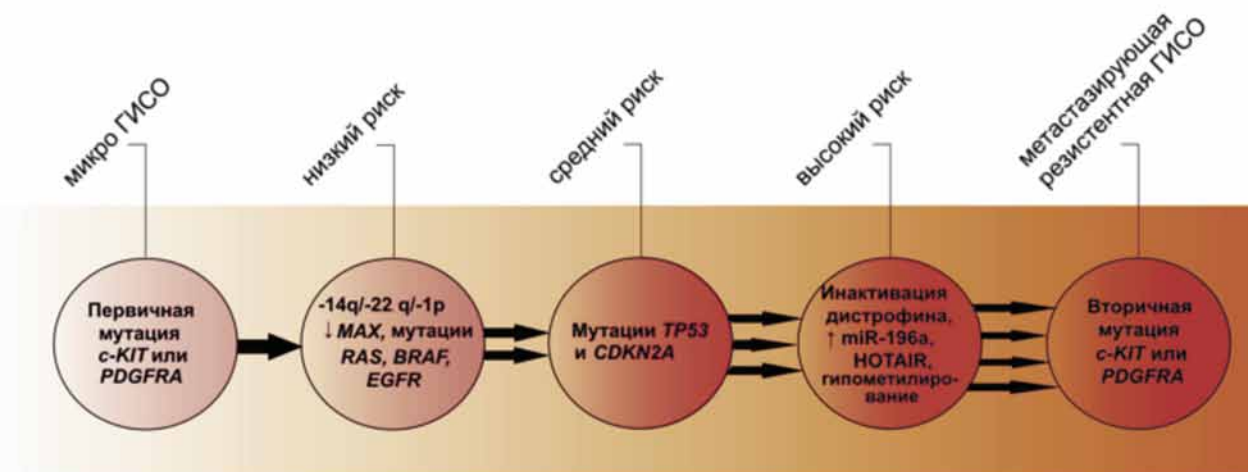 микро ГИСО
низкий риск
средний риск
высокий риск
метастазирующая
резистентная ГИСО
Первичная
мутация
c-KIT или
PDGFRA
-14q/-22 q/-1p
↓ MAX, мутации
RAS, BRAF,
EGFR
Мутации TP53
и CDKN2A
Инактивация
дистрофина,
↑ miR-196a,
HOTAIR,
гипометилиро-
вание
Вторичная
мутация
c-KIT или
PDGFRA